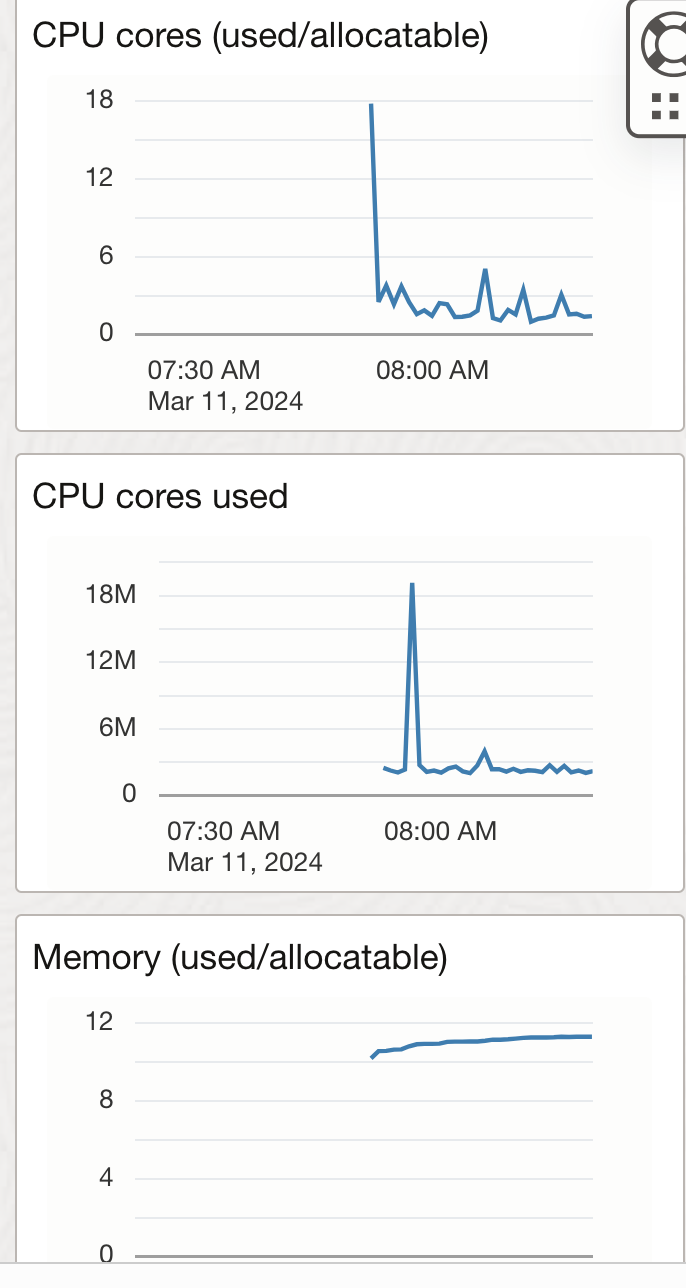 CPU cores (used/allocatable)
18
12
6
0
07:30 AM 08:00 AM
Mar 11, 2024
CPU cores used
18M
12M
6M
0
07:30 AM 08:00 AM
Mar 11, 2024
Memory (used/allocatable)
12
8
4
0